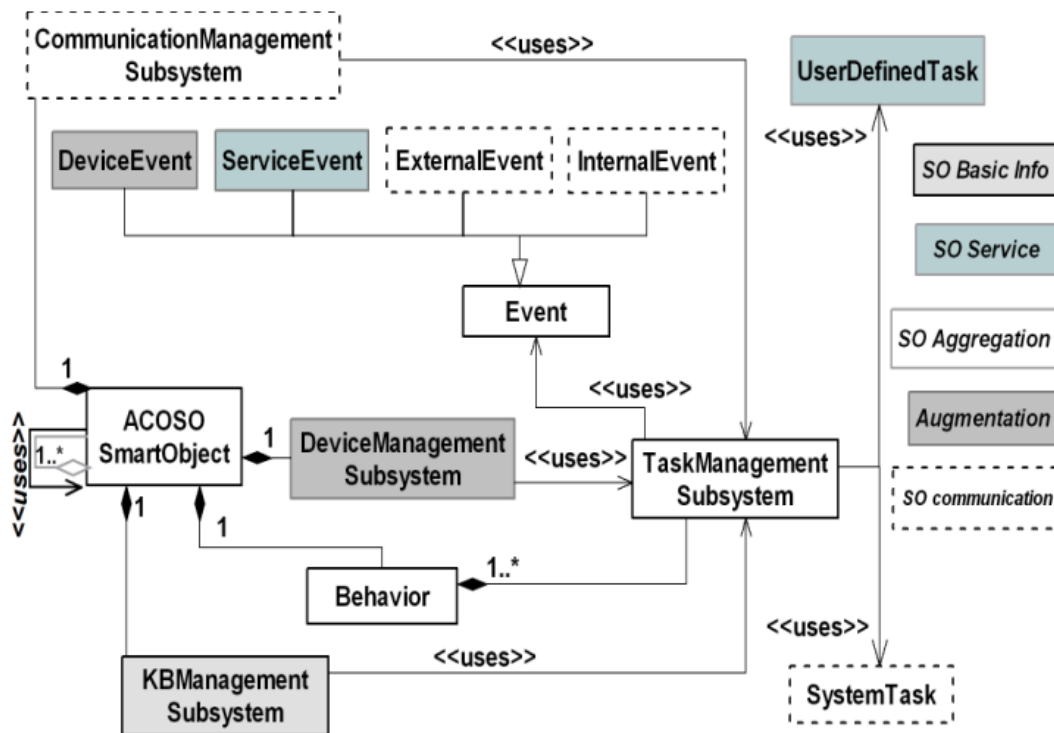 CommunicationManagement
Subsystem
<<uses>>
UserDefinedTask
<<uses>>
DeviceEvent
ServiceEvent
ExternalEvent
InternalEvent
SO Basic Info
SO Service
Event
SO Aggregation
<<uses>>
1
ACOSO
SmartObject
1..*
<<uses>>
1
DeviceManagement
Subsystem
<<uses>>
TaskManagement
Subsystem
Augmentation
SO communication
1
1
Behavior
1..*
<<uses>>
<<uses>>
KBManagement
Subsystem
SystemTask